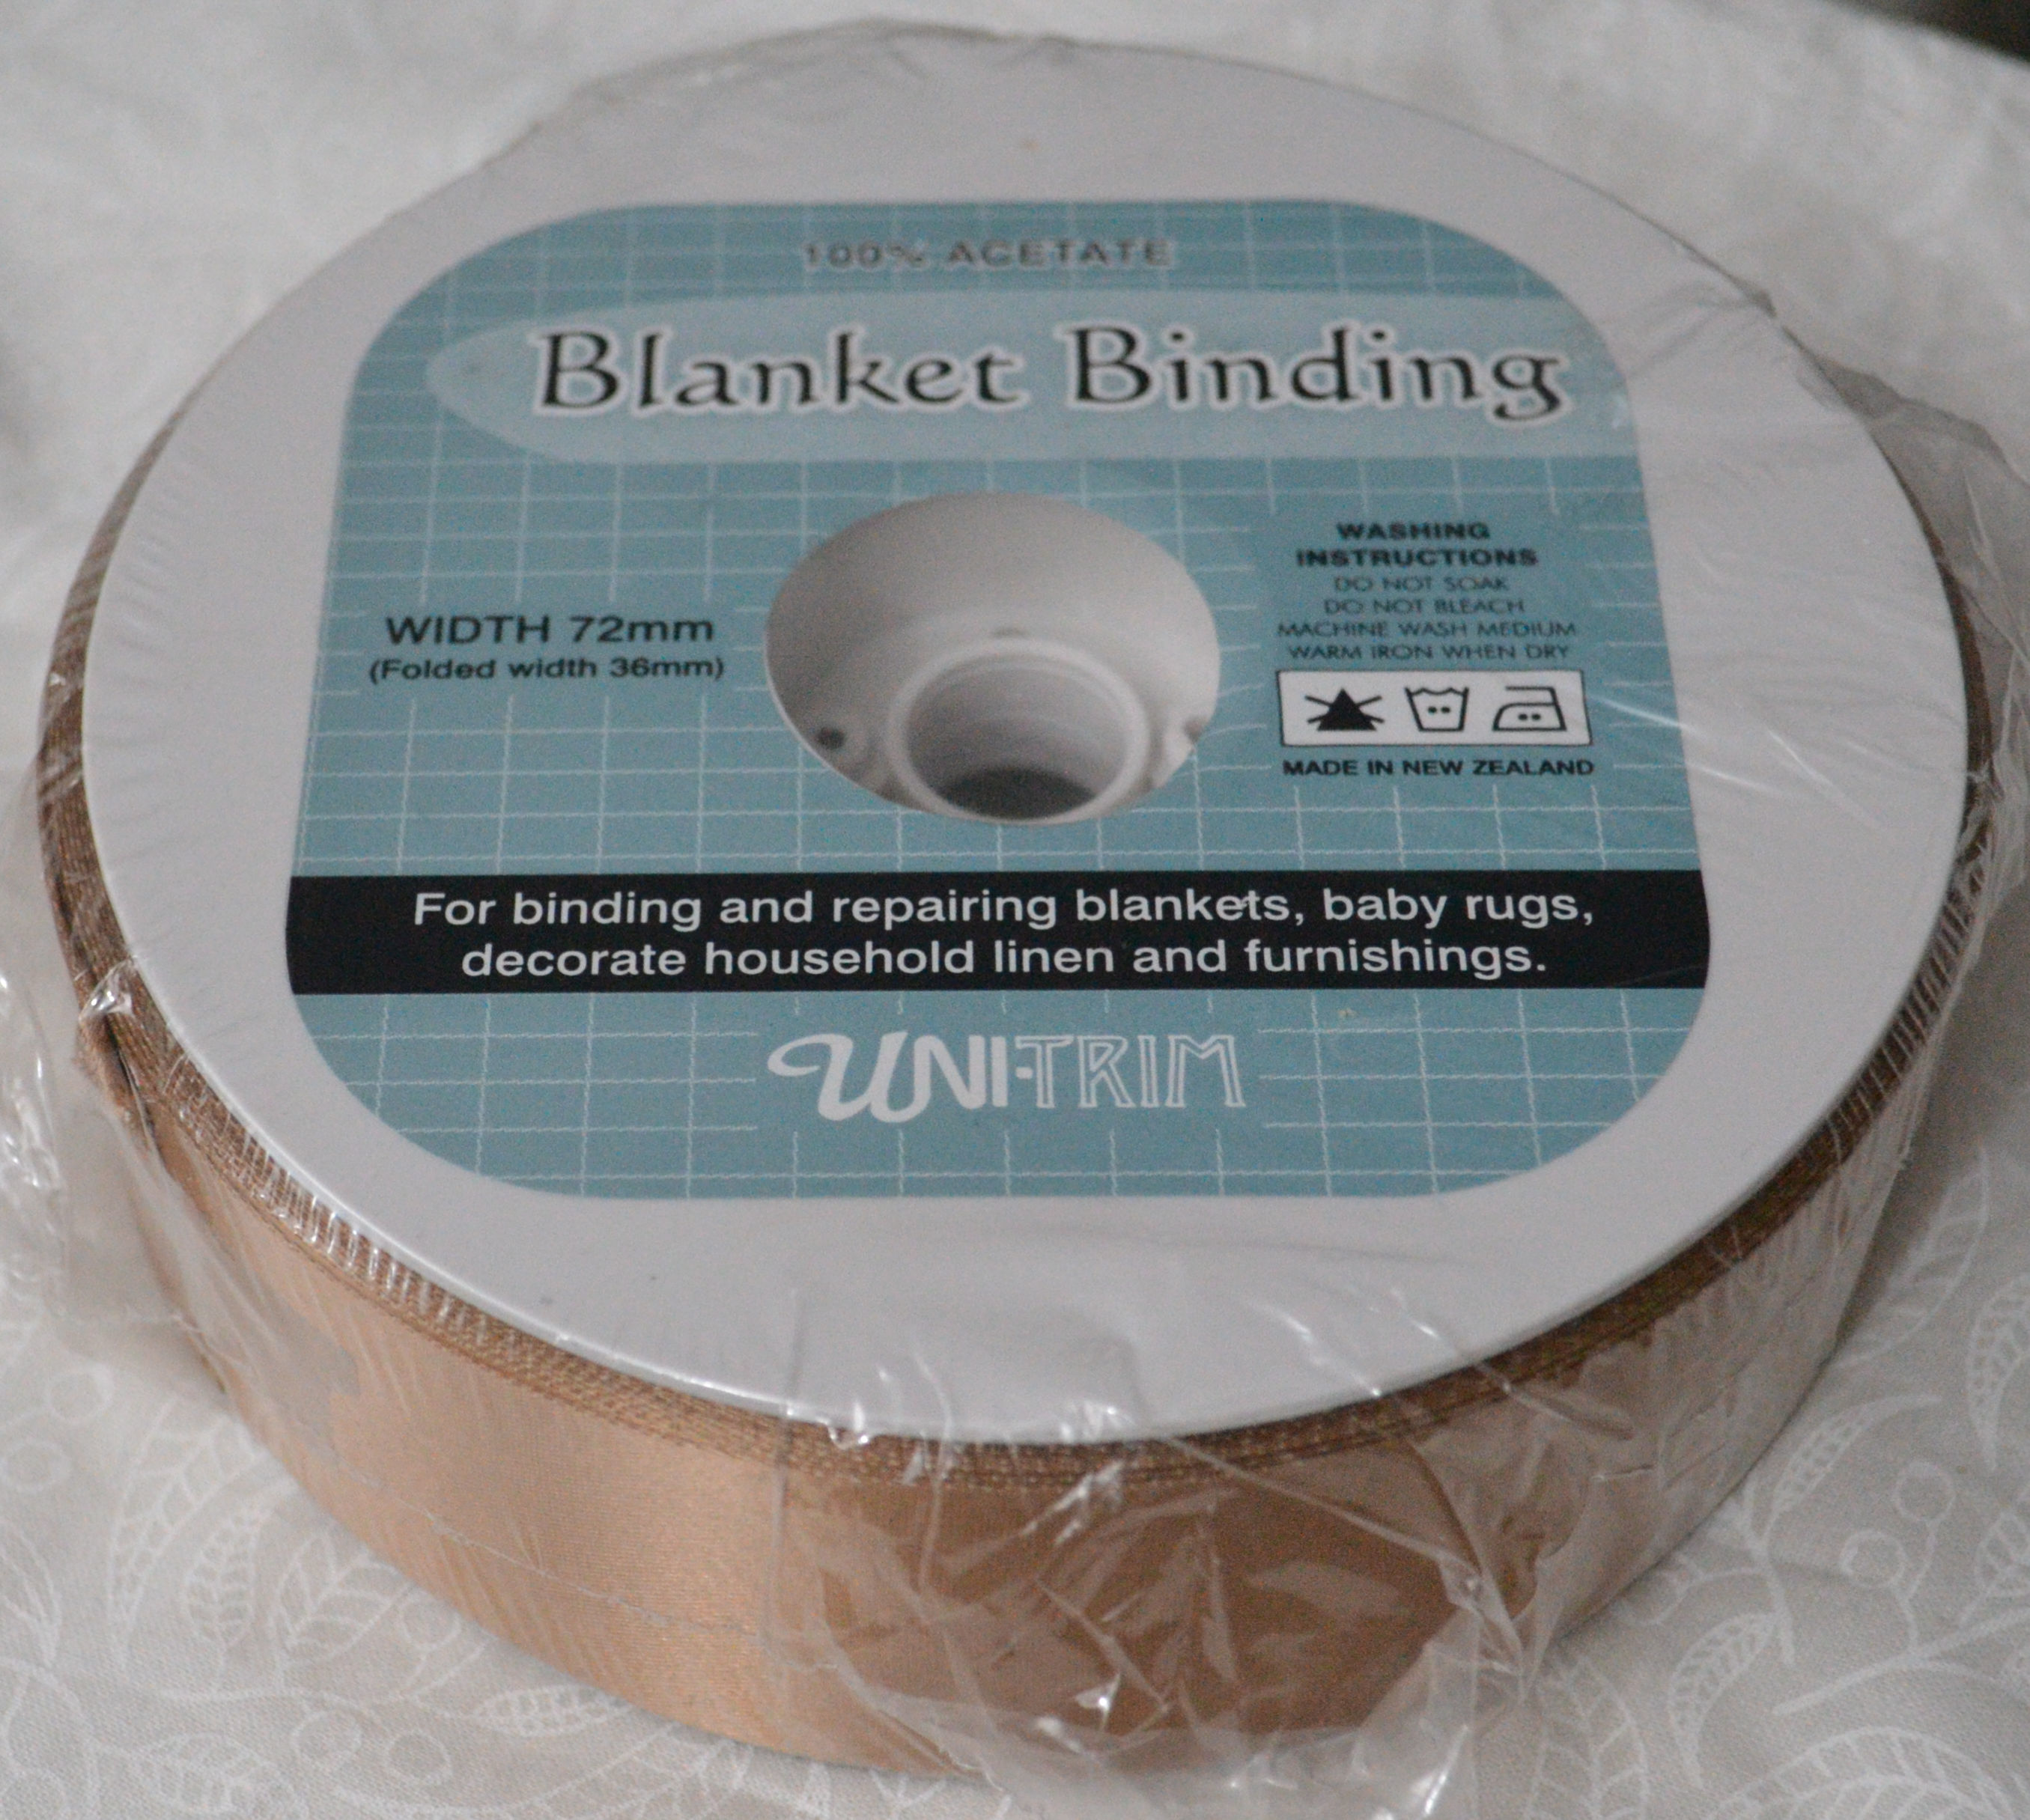 100% ACETATE
Blanket Binding
WIDTH 72mm
(Folded width 36mm)
WASHING
INSTRUCTIONS
DO NOT SOAK
DO NOT BLEACH
MACHINE WASH MEDIUM
WARM IRON WHEN DRY
MADE IN NEW ZEALAND
For binding and repairing blankets, baby rugs,
decorate household linen and furnishings.
UNI-TRIM